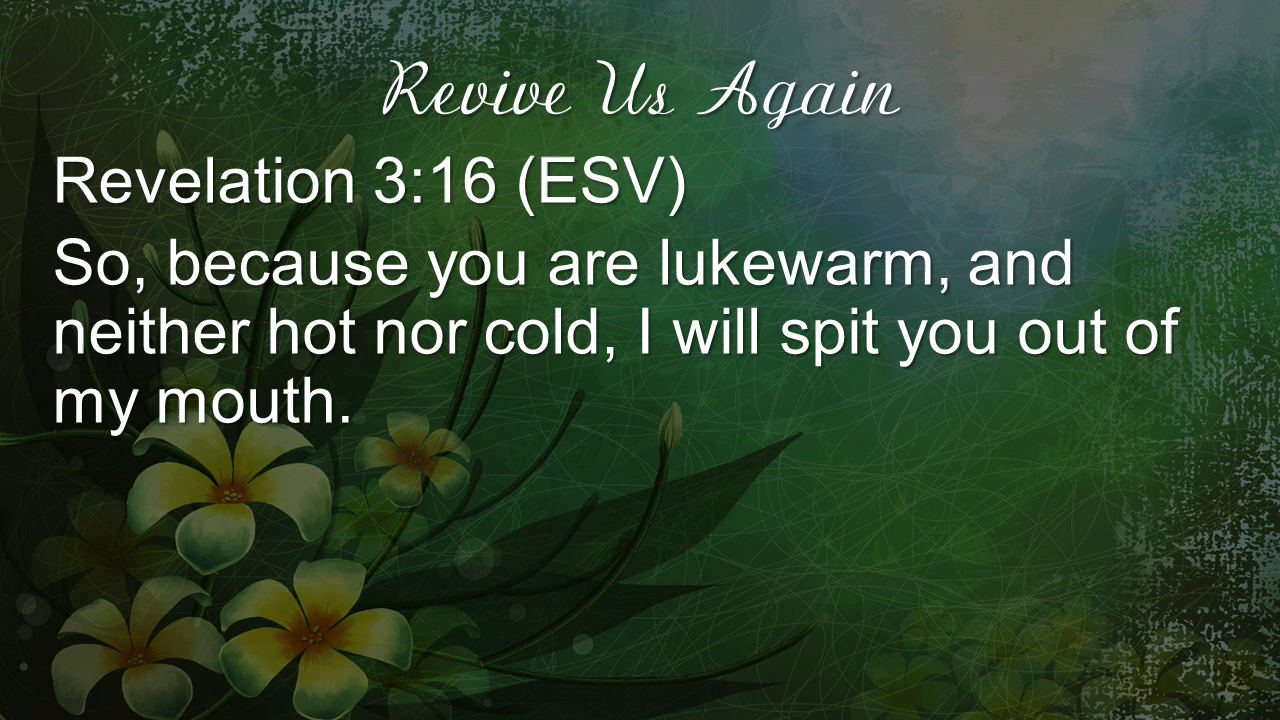 Revive Us Again
Revelation 3:16 (ESV)
So, because you are lukewarm, and
neither hot nor cold, I will spit you out of
my mouth.